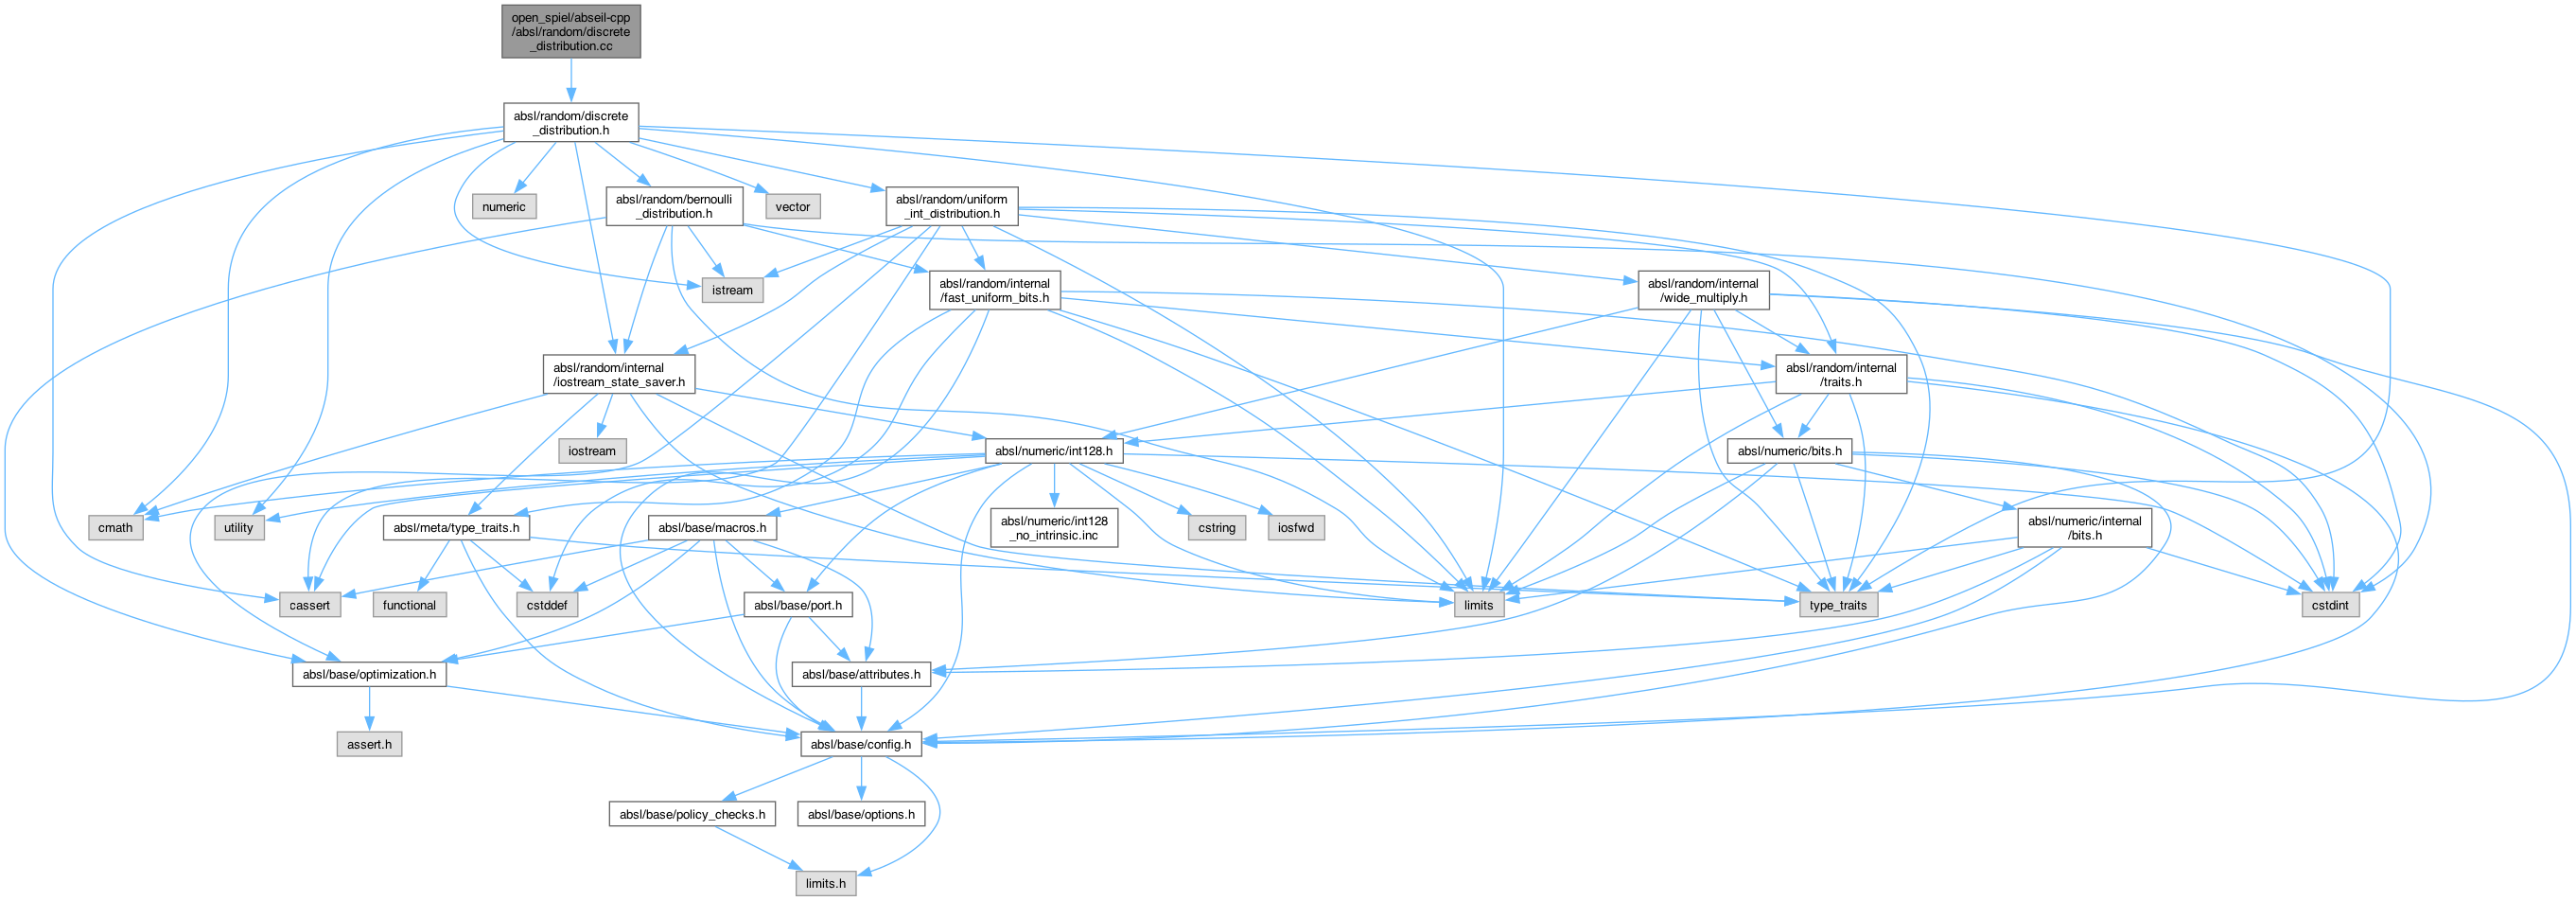 open_spiel/abseil-cpp
/absl/random/discrete
_distribution.cc
absl/random/discrete
_distribution.h
numeric
absl/random/bernoulli
_distribution.h
vector
absl/random/uniform
_int_distribution.h
istream
absl/random/internal
/fast_uniform_bits.h
absl/random/internal
/wide_multiply.h
absl/random/internal
/iostream_state_saver.h
absl/random/internal
/traits.h
iostream
absl/numeric/int128.h
absl/numeric/bits.h
cmath
utility
absl/meta/type_traits.h
absl/base/macros.h
absl/numeric/int128
_no_intrinsic.inc
cstring
iosfwd
absl/numeric/internal
/bits.h
cassert
functional
cstddef
absl/base/port.h
limits
type_traits
cstdint
absl/base/optimization.h
absl/base/attributes.h
assert.h
absl/base/config.h
absl/base/policy_checks.h
absl/base/options.h
limits.h